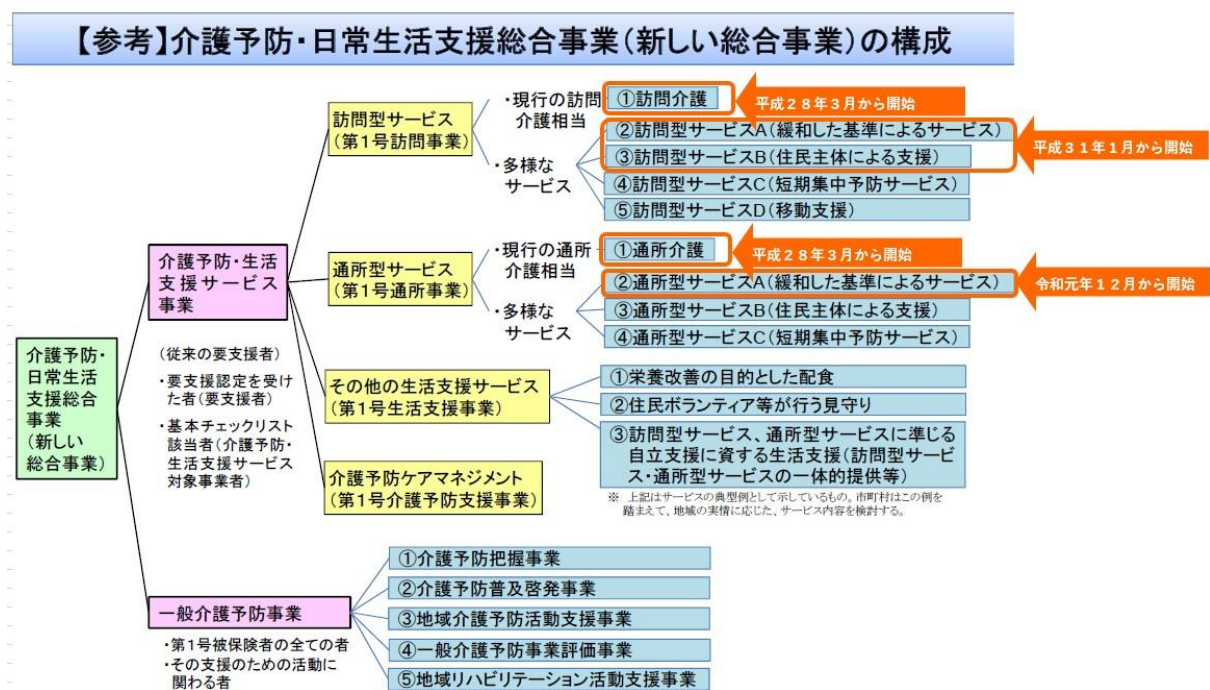 【参考】介護予防・日常生活支援総合事業(新しい総合事業)の構成
介護予防・
日常生活
支援総合
事業
(新しい
総合事業)
介護予防・生活
支援サービス
事業
(従来の要支援者)
・要支援認定を受け
た者(要支援者)
・基本チェックリスト
該当者(介護予防・
生活支援サービス
対象事業者)
訪問型サービス
(第1号訪問事業)
・現行の訪問
介護相当
①訪問介護
平成28年3月から開始
・多様な
サービス
②訪問型サービスA(緩和した基準によるサービス)
③訪問型サービスB(住民主体による支援)
平成31年1月から開始
④訪問型サービスC(短期集中予防サービス)
⑤訪問型サービスD(移動支援)
通所型サービス
(第1号通所事業)
・現行の通所
介護相当
①通所介護
平成28年3月から開始
・多様な
サービス
②通所型サービスA(緩和した基準によるサービス)
令和元年12月から開始
③通所型サービスB(住民主体による支援)
④通所型サービスC(短期集中予防サービス)
その他の生活支援サービス
(第1号生活支援事業)
①栄養改善の目的とした配食
②住民ボランティア等が行う見守り
③訪問型サービス、通所型サービスに準じる
自立支援に資する生活支援(訪問型サービ
ス・通所型サービスの一体的提供等)
※ 上記はサービスの典型例として示しているもの。市町村はこの例を
踏まえて、地域の実情に応じた、サービス内容を検討する。
介護予防ケアマネジメント
(第1号介護予防支援事業)
一般介護予防事業
・第1号被保険者の全ての者
・その支援のための活動に
関わる者
①介護予防把握事業
②介護予防普及啓発事業
③地域介護予防活動支援事業
④一般介護予防事業評価事業
⑤地域リハビリテーション活動支援事業